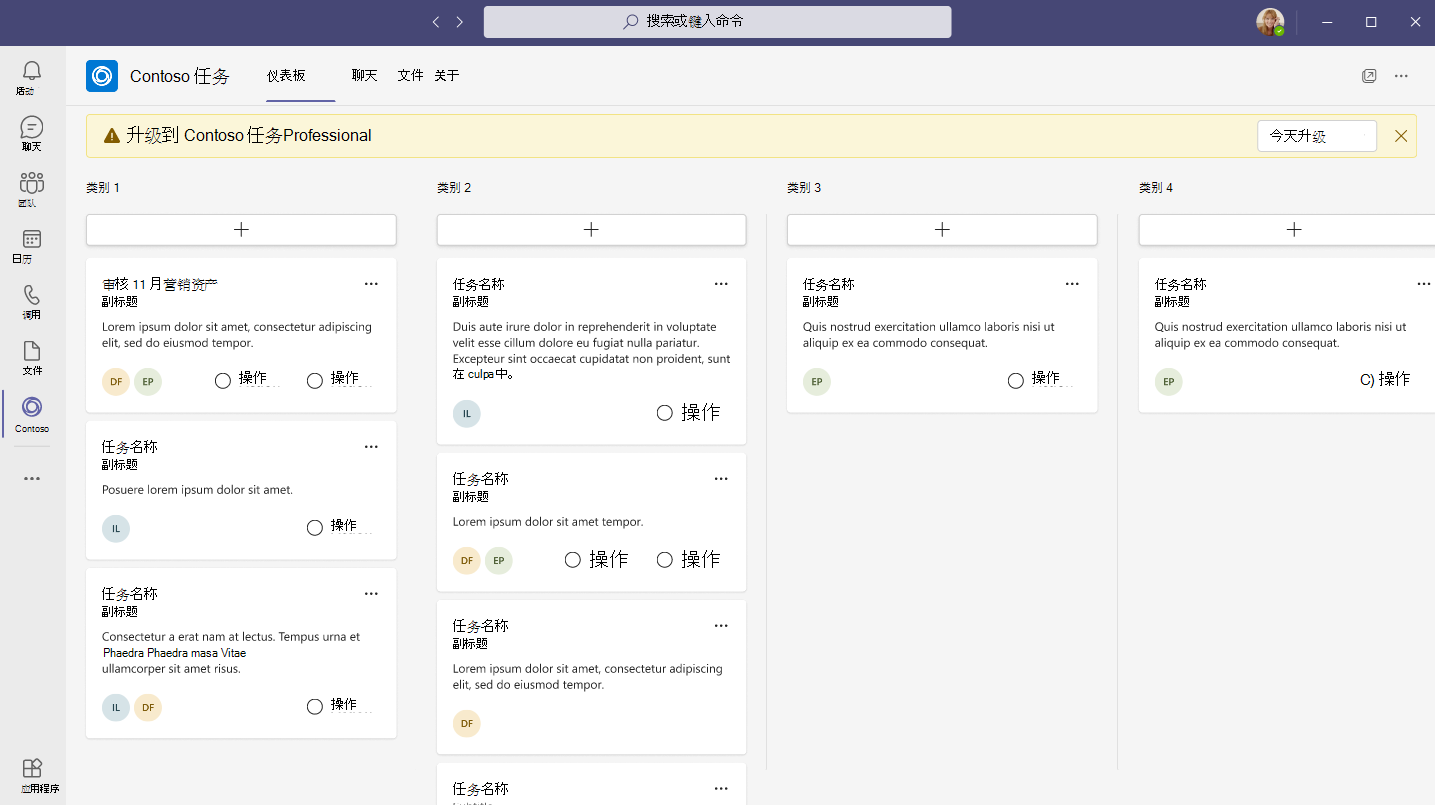 搜索或键入命令
活动
聊天
团队
日历
调用
文件
Contoso
应用程序
Contoso 任务
仪表板
聊天
文件
关于
升级到 Contoso 任务Professional
今天升级
类别 1
审核 11 月营销资产
副标题
Lorem ipsum dolor sit amet, consectetur adipiscing
elit, sed do eiusmod tempor.
DF EP 操作 操作
任务名称
副标题
Posuere lorem ipsum dolor sit amet.
IL 操作
任务名称
副标题
Consectetur a erat nam at lectus. Tempus urna et
Phaedra Phaedra masa Vitae
ullamcorper sit amet risus.
IL DF 操作
类别 2
任务名称
副标题
Duis aute irure dolor in reprehenderit in voluptate
velit esse cillum dolore eu fugiat nulla pariatur.
Excepteur sint occaecat cupidatat non proident, sunt
在 culpa中。
IL 操作
任务名称
副标题
Lorem ipsum dolor sit amet tempor.
DF EP 操作 操作
任务名称
副标题
Lorem ipsum dolor sit amet, consectetur adipiscing
elit, sed do eiusmod tempor.
DF
任务名称
类别 3
任务名称
副标题
Quis nostrud exercitation ullamco laboris nisi ut
aliquip ex ea commodo consequat.
EP 操作
类别 4
任务名称
副标题
Quis nostrud exercitation ullamco laboris nisi ut
aliquip ex ea commodo consequat.
EP C) 操作